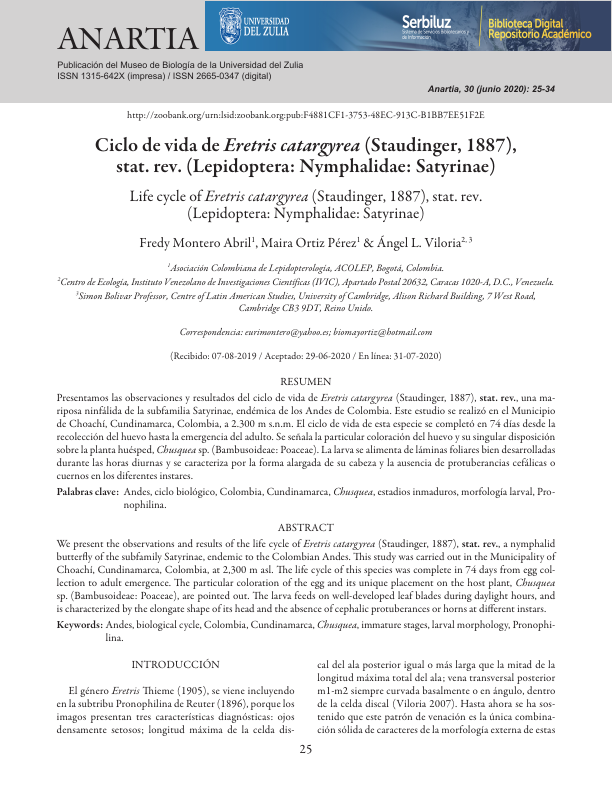 ANARTIA
UNIVERSIDAD
DEL ZULIA
Serbiluz
Sistema de Servicios Bibliotecarios y
de Información
Biblioteca Digital
Repositorio Académico
Publicación del Museo de Biología de la Universidad del Zulia
ISSN 1315-642X (impresa) / ISSN 2665-0347 (digital)
Anartia, 30 (junio 2020): 25-34
http://zoobank.org/urn:lsid:zoobank.org:pub:F4881CF1-3753-48EC-913C-B1BB7EE51F2E
Ciclo de vida de Eretris catargyrea (Staudinger, 1887),
stat. rev. (Lepidoptera: Nymphalidae: Satyrinae)
Life cycle of Eretris catargyrea (Staudinger, 1887), stat. rev.
(Lepidoptera: Nymphalidae: Satyrinae)
Fredy Montero Abril1, Maira Ortiz Pérez1 & Ángel L. Viloria2, 3
1Asociación Colombiana de Lepidopterología, ACOLEP, Bogotá, Colombia.
2Centro de Ecología, Instituto Venezolano de Investigaciones Científicas (IVIC), Apartado Postal 20632, Caracas 1020-A, D.C., Venezuela.
3Simon Bolivar Professor, Centre of Latin American Studies, University of Cambridge, Alison Richard Building, 7 West Road,
Cambridge CB3 9DT, Reino Unido.
Correspondencia: eurimontero@yahoo.es; biomayortiz@hotmail.com
(Recibido: 07-08-2019 / Aceptado: 29-06-2020 / En línea: 31-07-2020)
RESUMEN
Presentamos las observaciones y resultados del ciclo de vida de Eretris catargyrea (Staudinger, 1887), stat. rev., una ma-
riposa ninfálida de la subfamilia Satyrinae, endémica de los Andes de Colombia. Este estudio se realizó en el Municipio
de Choachí, Cundinamarca, Colombia, a 2.300 m s.n.m. El ciclo de vida de esta especie se completó en 74 días desde la
recolección del huevo hasta la emergencia del adulto. Se señala la particular coloración del huevo y su singular disposición
sobre la planta huésped, Chusquea sp. (Bambusoideae: Poaceae). La larva se alimenta de láminas foliares bien desarrolladas
durante las horas diurnas y se caracteriza por la forma alargada de su cabeza y la ausencia de protuberancias cefálicas o
cuernos en los diferentes instares.
Palabras clave: Andes, ciclo biológico, Colombia, Cundinamarca, Chusquea, estadios inmaduros, morfología larval, Pro-
nophilina.
ABSTRACT
We present the observations and results of the life cycle of Eretris catargyrea (Staudinger, 1887), stat. rev., a nymphalid
butterfly of the subfamily Satyrinae, endemic to the Colombian Andes. This study was carried out in the Municipality of
Choachí, Cundinamarca, Colombia, at 2,300 m asl. The life cycle of this species was complete in 74 days from egg col-
lection to adult emergence. The particular coloration of the egg and its unique placement on the host plant, Chusquea
sp. (Bambusoideae: Poaceae), are pointed out. The larva feeds on well-developed leaf blades during daylight hours, and
is characterized by the elongate shape of its head and the absence of cephalic protuberances or horns at different instars.
Keywords: Andes, biological cycle, Colombia, Cundinamarca, Chusquea, immature stages, larval morphology, Pronophi-
lina.
INTRODUCCIÓN
El género Eretris Thieme (1905), se viene incluyendo
en la subtribu Pronophilina de Reuter (1896), porque los
imagos presentan tres características diagnósticas: ojos
densamente setosos; longitud máxima de la celda dis-
cal del ala posterior igual o más larga que la mitad de la
longitud máxima total del ala; vena transversal posterior
m1-m2 siempre curvada basalmente o en ángulo, dentro
de la celda discal (Viloria 2007). Hasta ahora se ha sos-
tenido que este patrón de venación es la única combina-
ción sólida de caracteres de la morfología externa de estas
25